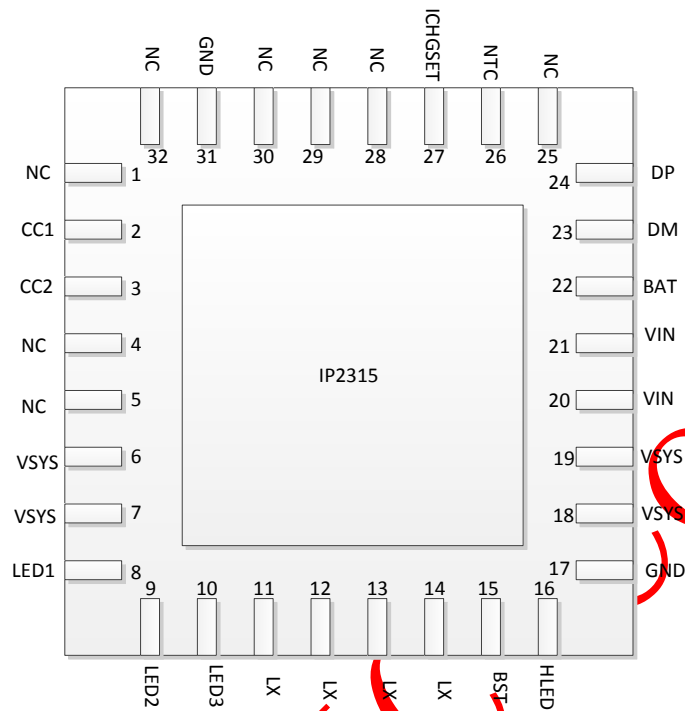 NC GND NC NC NC ICHGSET NTC NC
32 31 30 29 28 27 26 25
NC 1 24 DP
CC1 2 23 DM
CC2 3 22 BAT
NC 4 21 VIN
IP2315
NC 5 20 VIN
VSYS 6 19 VSYS
VSYS 7 18 VSYS
LED1 8 17 GND
9 10 11 12 13 14 15 16
LED2 LED3 LX LX LX LX BST HLED